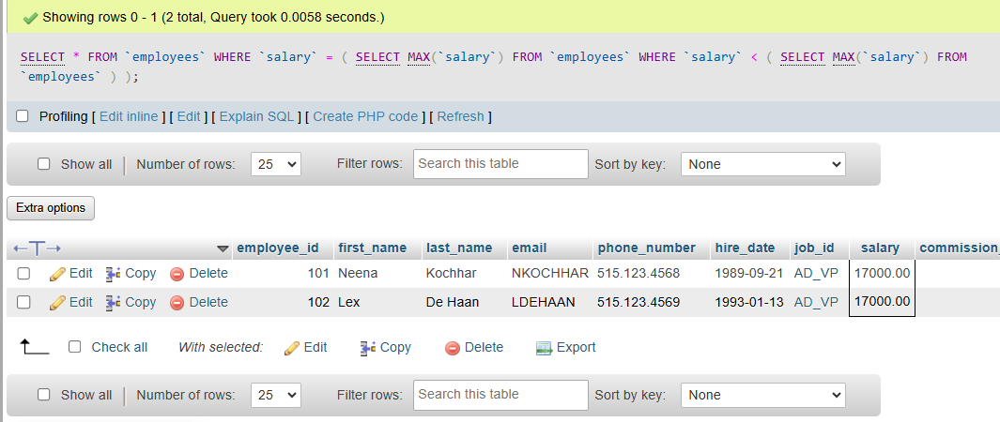 Showing rows 0 - 1 (2 total, Query took 0.0058 seconds.)
SELECT * FROM `employees` WHERE `salary` = ( SELECT MAX(`salary`) FROM `employees` WHERE `salary` < ( SELECT MAX(`salary`) FROM
`employees` ) );
Profiling [ Edit inline ] [ Edit ] [ Explain SQL ] [ Create PHP code ] [ Refresh ]
Show all Number of rows: 25 Filter rows: Search this table Sort by key: None
Extra options
employee_id first_name last_name email phone_number hire_date job_id salary commission_
Edit Copy Delete 101 Neena Kochhar NKOCHHAR 515.123.4568 1989-09-21 AD_VP 17000.00
Edit Copy Delete 102 Lex De Haan LDEHAAN 515.123.4569 1993-01-13 AD_VP 17000.00
Check all With selected: Edit Copy Delete Export
Show all Number of rows: 25 Filter rows: Search this table Sort by key: None